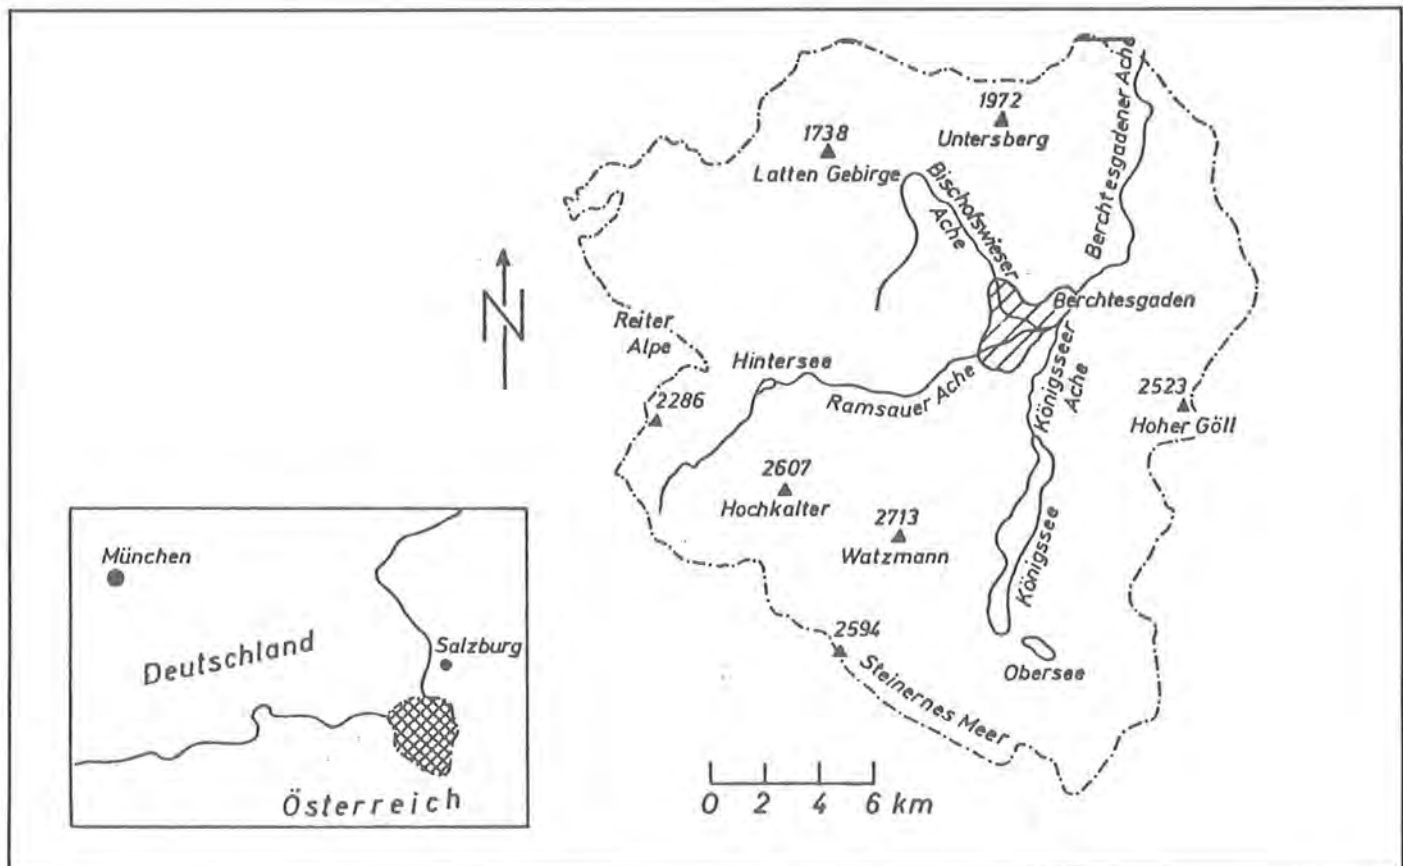 1972
Untersberg
1738
Latten Gebirge
Bischofswieser
Ache
Berchtesgadener Ache
Berchtesgaden
N
Reiter
Alpe
Hintersee
Ramsauer Ache
Königsseer
Ache
2523
Hoher Göll
2286
2607
Hochkalter
2713
Watzmann
Königssee
2594
Steinernes Meer
Obersee
0 2 4 6 km
München
Salzburg
Deutschland
Österreich